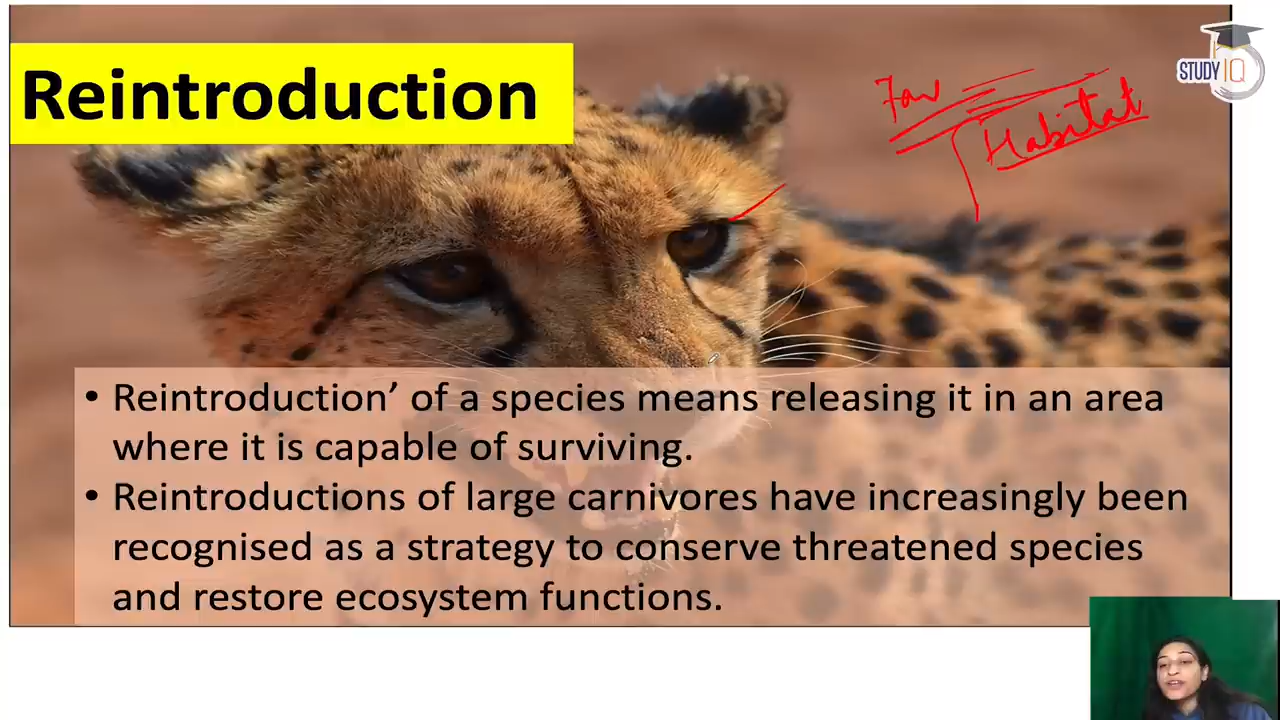 Reintroduction
STUDY IQ
Habitat
• Reintroduction’ of a species means releasing it in an area
where it is capable of surviving.
• Reintroductions of large carnivores have increasingly been
recognised as a strategy to conserve threatened species
and restore ecosystem functions.